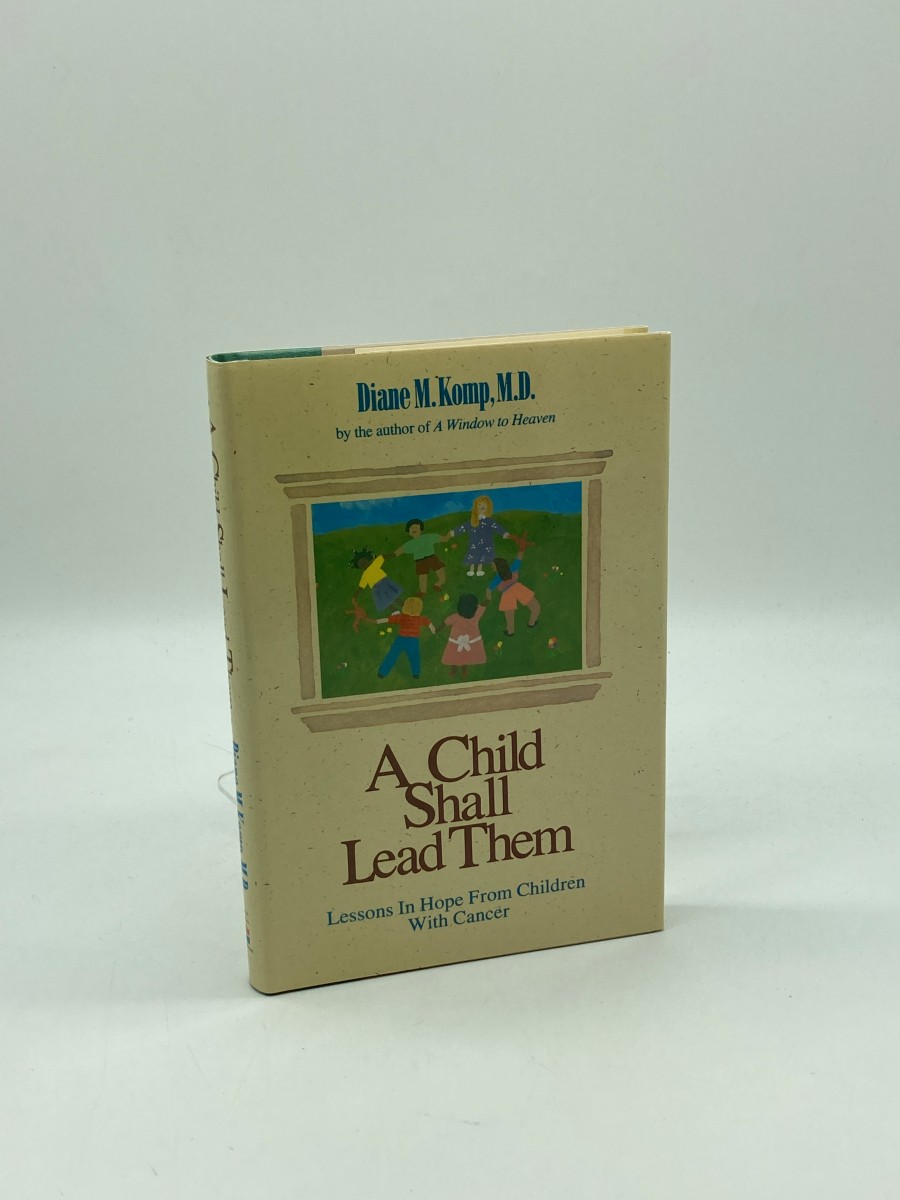 Diane M. Komp, M.D.
by the author of A Window to Heaven
A Child
Shall
Lead Them
Lessons In Hope From Children
With Cancer